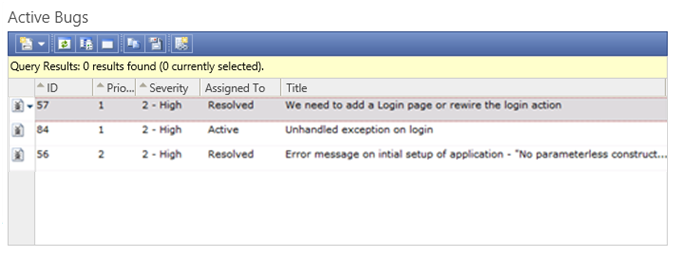 Active Bugs
Query Results: 0 results found (0 currently selected).
ID Prio... Severity Assigned To Title
57 1 2 - High Resolved We need to add a Login page or rewire the login action
84 1 2 - High Active Unhandled exception on login
56 2 2 - High Resolved Error message on intial setup of application - "No parameterless construct...